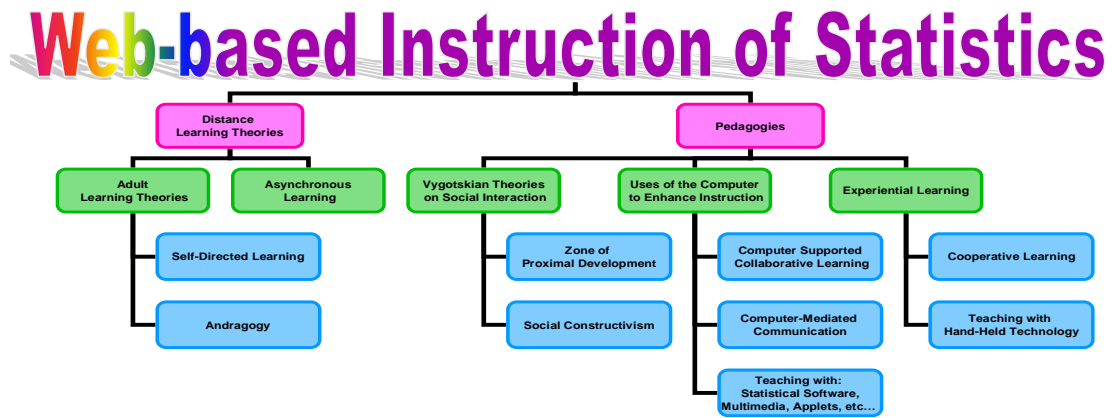 Web-based Instruction of Statistics
Distance
Learning Theories
Pedagogies
Adult
Learning Theories
Asynchronous
Learning
Vygotskian Theories
on Social Interaction
Uses of the Computer
to Enhance Instruction
Experiential Learning
Self-Directed Learning
Zone of
Proximal Development
Computer Supported
Collaborative Learning
Cooperative Learning
Andragogy
Social Constructivism
Computer-Mediated
Communication
Teaching with
Hand-Held Technology
Teaching with:
Statistical Software,
Multimedia, Applets, etc...